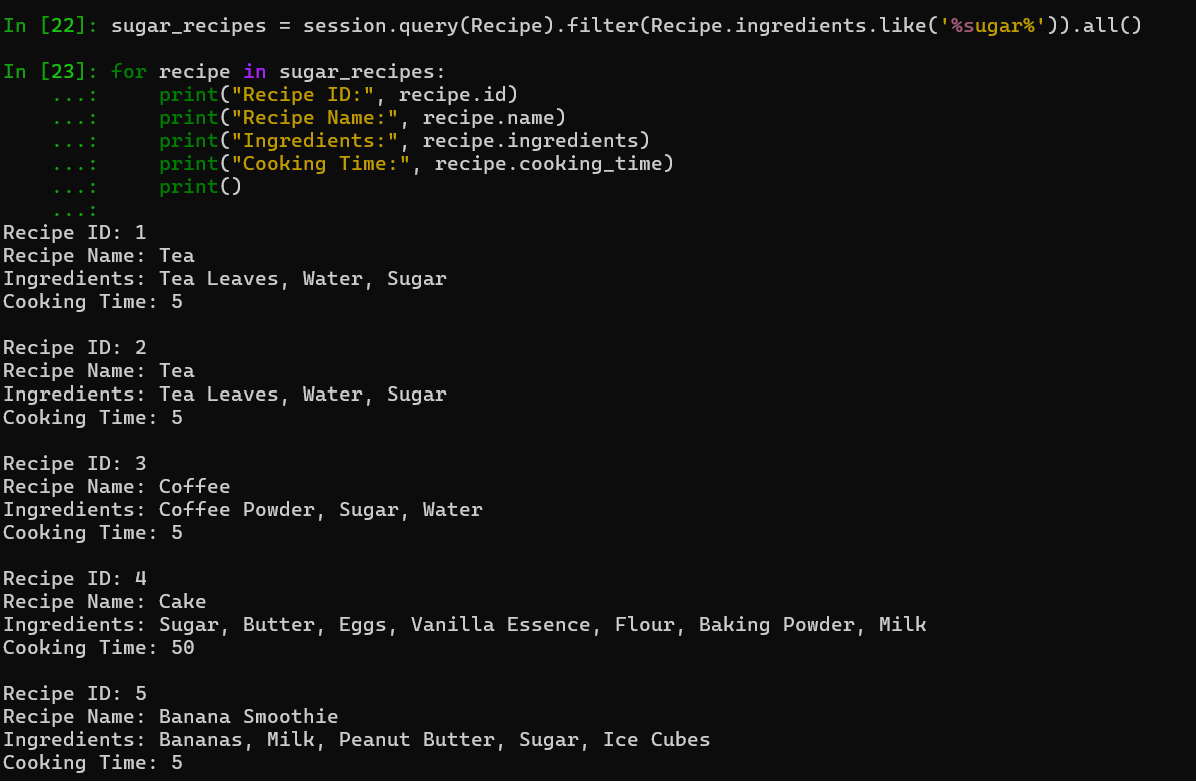 In [22]: sugar_recipes = session.query(Recipe).filter(Recipe.ingredients.like('%sugar%')).all()

In [23]: for recipe in sugar_recipes:
    ...:     print("Recipe ID:", recipe.id)
    ...:     print("Recipe Name:", recipe.name)
    ...:     print("Ingredients:", recipe.ingredients)
    ...:     print("Cooking Time:", recipe.cooking_time)
    ...:     print()
    ...:
Recipe ID: 1
Recipe Name: Tea
Ingredients: Tea Leaves, Water, Sugar
Cooking Time: 5

Recipe ID: 2
Recipe Name: Tea
Ingredients: Tea Leaves, Water, Sugar
Cooking Time: 5

Recipe ID: 3
Recipe Name: Coffee
Ingredients: Coffee Powder, Sugar, Water
Cooking Time: 5

Recipe ID: 4
Recipe Name: Cake
Ingredients: Sugar, Butter, Eggs, Vanilla Essence, Flour, Baking Powder, Milk
Cooking Time: 50

Recipe ID: 5
Recipe Name: Banana Smoothie
Ingredients: Bananas, Milk, Peanut Butter, Sugar, Ice Cubes
Cooking Time: 5